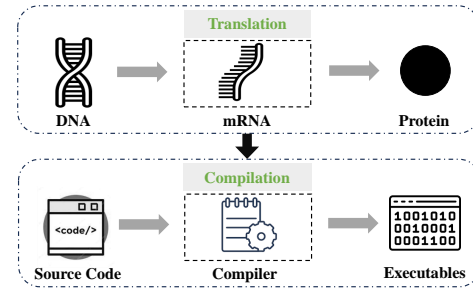 Translation
DNA
mRNA
Protein
Compilation
<code/>
1001010
0010001
0001100
Source Code
Compiler
Executables